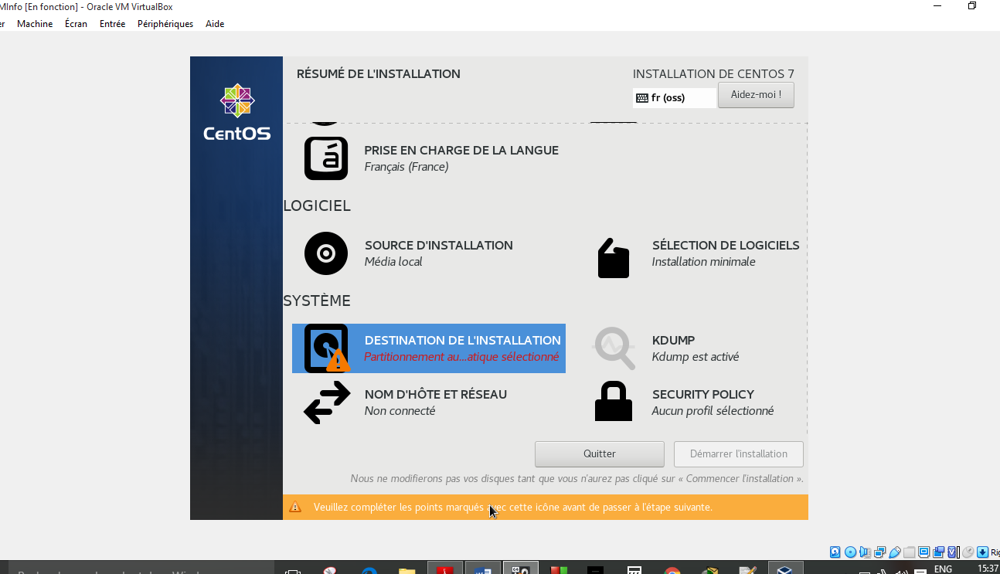 MInfo [En fonction] - Oracle VM VirtualBox
er Machine Écran Entrée Périphériques Aide
RÉSUMÉ DE L'INSTALLATION
INSTALLATION DE CENTOS 7
fr (oss)
Aidez-moi !
CentOS
PRISE EN CHARGE DE LA LANGUE
Français (France)
LOGICIEL
SOURCE D'INSTALLATION
Média local
SÉLECTION DE LOGICIELS
Installation minimale
SYSTÈME
DESTINATION DE L'INSTALLATION
Partitionnement au...atique sélectionné
KDUMP
Kdump est activé
NOM D'HÔTE ET RÉSEAU
Non connecté
SECURITY POLICY
Aucun profil sélectionné
Quitter
Démarrer l'installation
Nous ne modifierons pas vos disques tant que vous n'aurez pas cliqué sur « Commencer l'installation ».
Veuillez compléter les points marqués avec cette icône avant de passer à l'étape suivante.
Rig
ENG
15:37